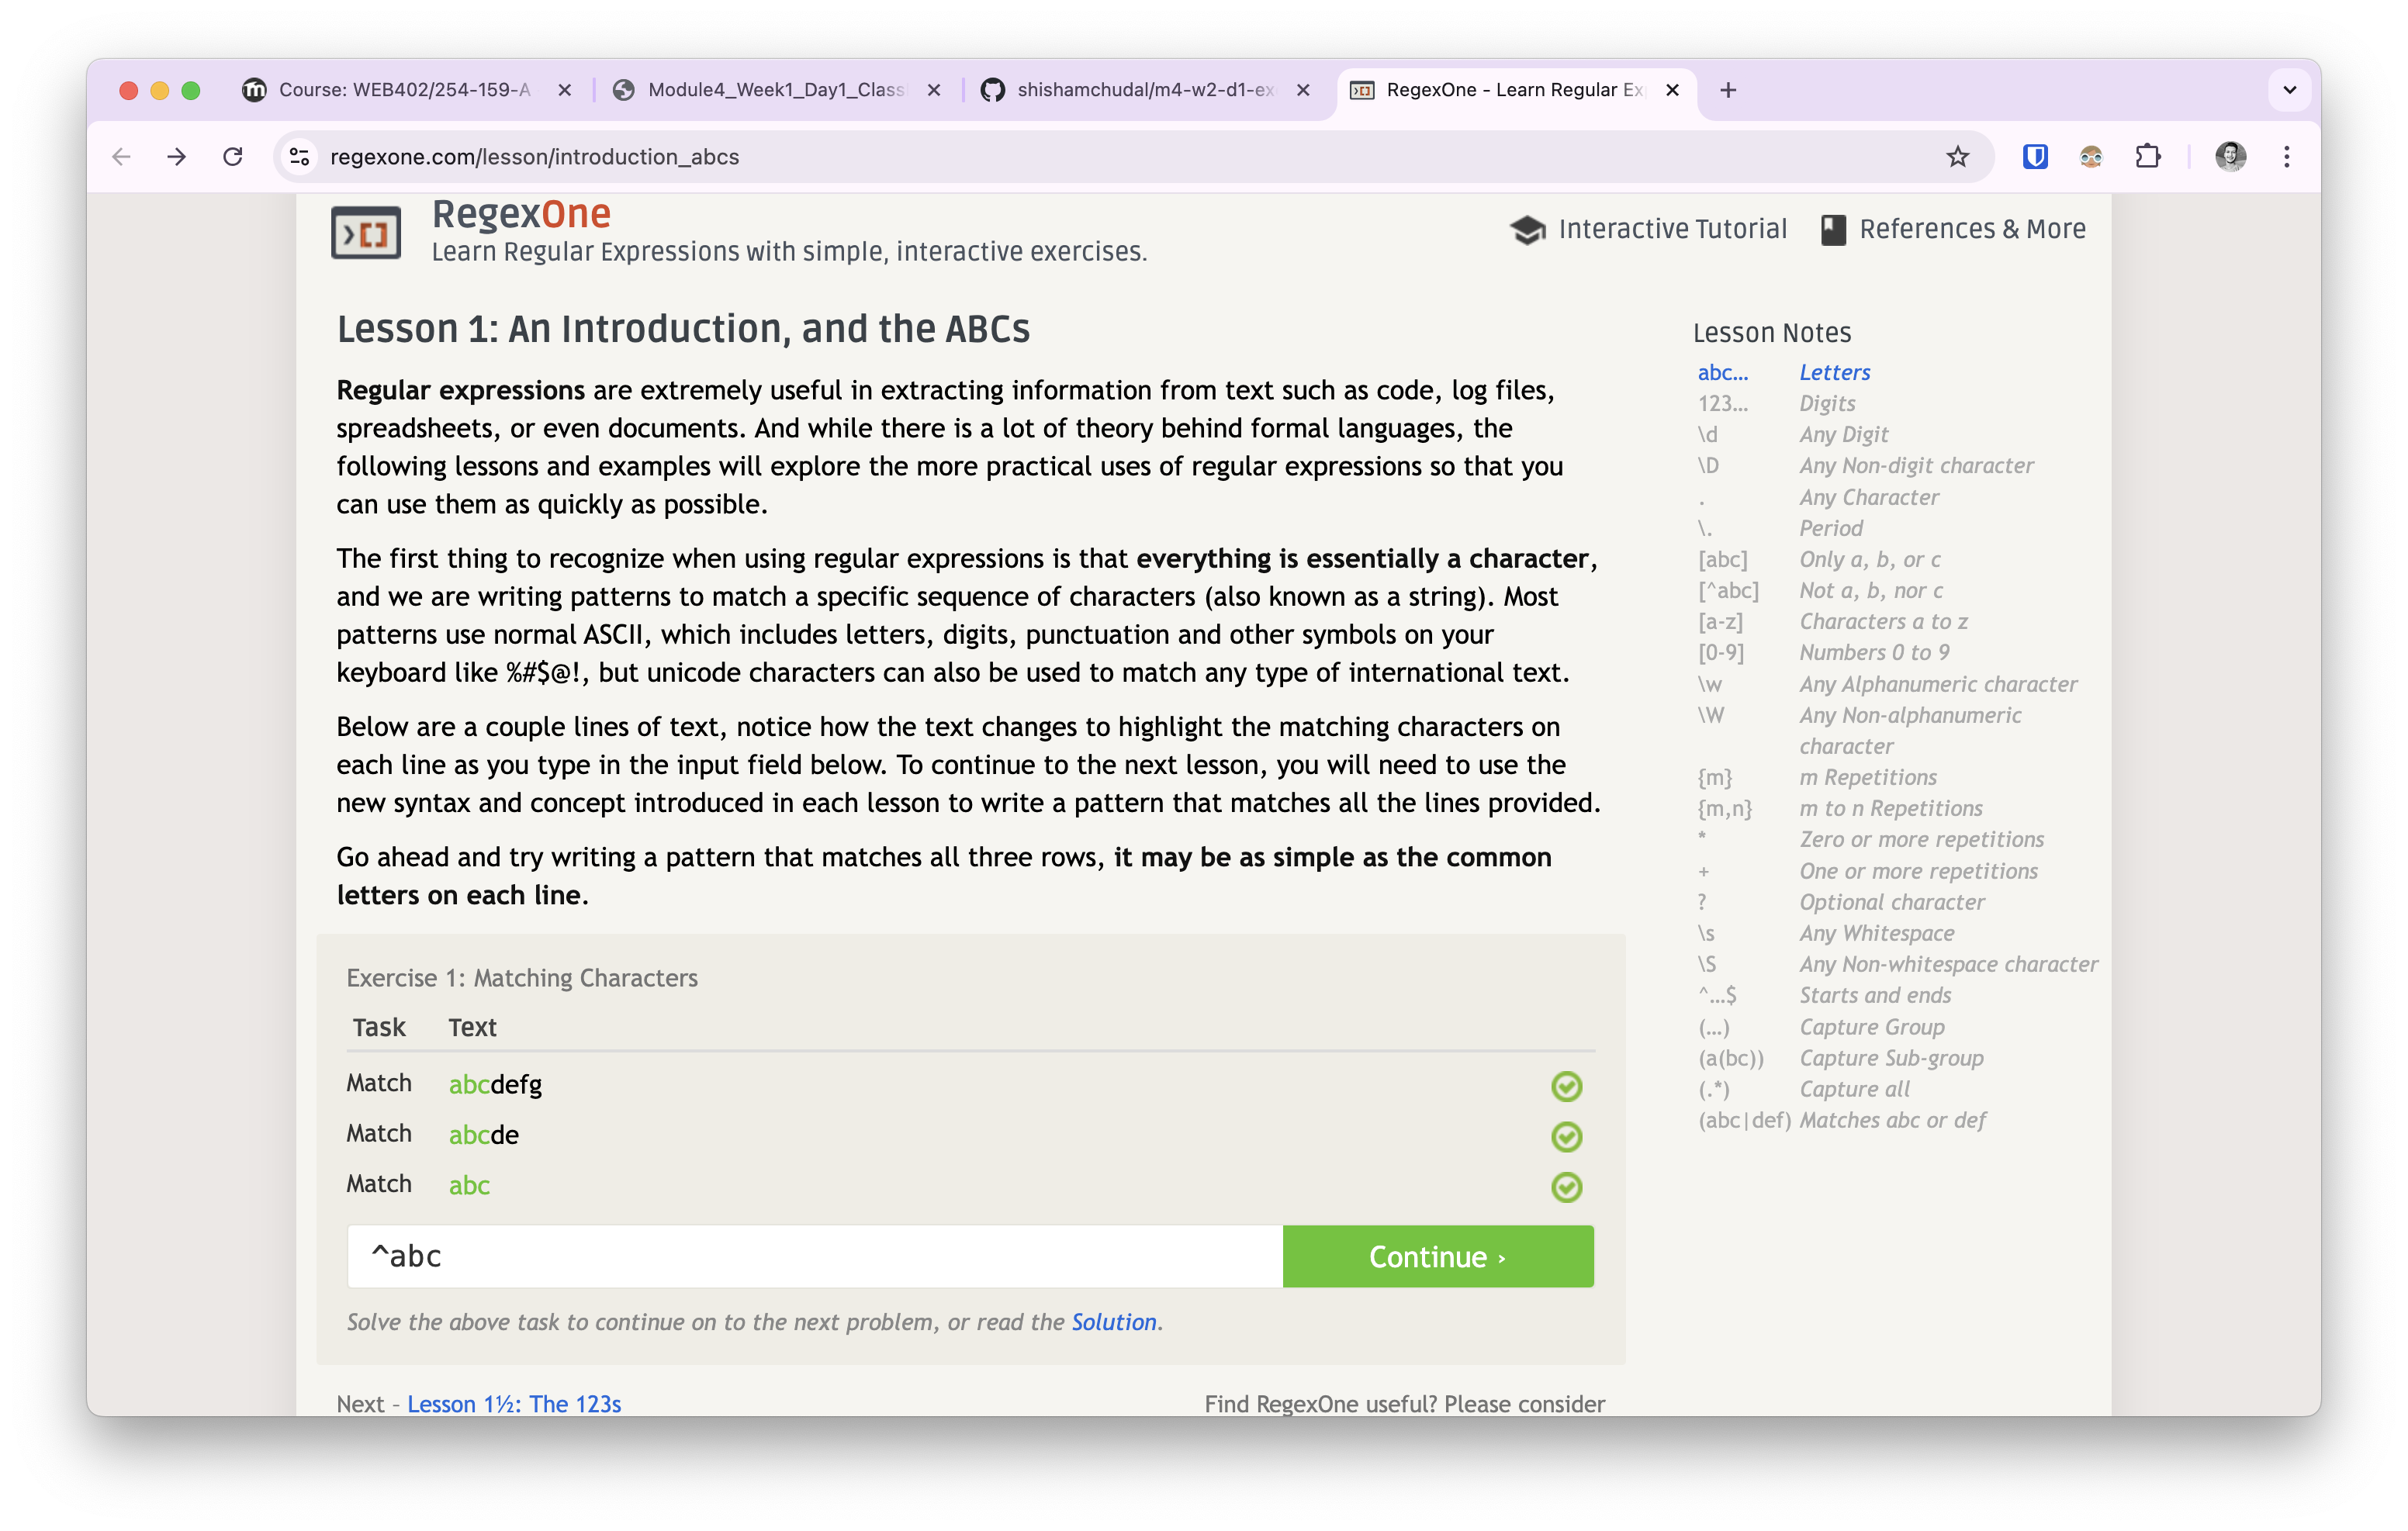 Course: WEB402/254-159-A
Module4_Week1_Day1_Class
shishamchudal/m4-w2-d1-ex
RegexOne - Learn Regular Ex
regexone.com/lesson/introduction_abcs
RegexOne
Learn Regular Expressions with simple, interactive exercises.
Interactive Tutorial
References & More
Lesson 1: An Introduction, and the ABCs
Regular expressions are extremely useful in extracting information from text such as code, log files,
spreadsheets, or even documents. And while there is a lot of theory behind formal languages, the
following lessons and examples will explore the more practical uses of regular expressions so that you
can use them as quickly as possible.
The first thing to recognize when using regular expressions is that everything is essentially a character,
and we are writing patterns to match a specific sequence of characters (also known as a string). Most
patterns use normal ASCII, which includes letters, digits, punctuation and other symbols on your
keyboard like %#$@!, but unicode characters can also be used to match any type of international text.
Below are a couple lines of text, notice how the text changes to highlight the matching characters on
each line as you type in the input field below. To continue to the next lesson, you will need to use the
new syntax and concept introduced in each lesson to write a pattern that matches all the lines provided.
Go ahead and try writing a pattern that matches all three rows, it may be as simple as the common
letters on each line.
Exercise 1: Matching Characters
Task Text
Match abcdefg
Match abcde
Match abc
^abc
Continue ›
Solve the above task to continue on to the next problem, or read the Solution.
Next – Lesson 1½: The 123s
Find RegexOne useful? Please consider
Lesson Notes
abc… Letters
123… Digits
\d Any Digit
\D Any Non-digit character
. Any Character
\. Period
[abc] Only a, b, or c
[^abc] Not a, b, nor c
[a-z] Characters a to z
[0-9] Numbers 0 to 9
\w Any Alphanumeric character
\W Any Non-alphanumeric
character
{m} m Repetitions
{m,n} m to n Repetitions
* Zero or more repetitions
+ One or more repetitions
? Optional character
\s Any Whitespace
\S Any Non-whitespace character
^…$ Starts and ends
(…) Capture Group
(a(bc)) Capture Sub-group
(.*) Capture all
(abc|def) Matches abc or def